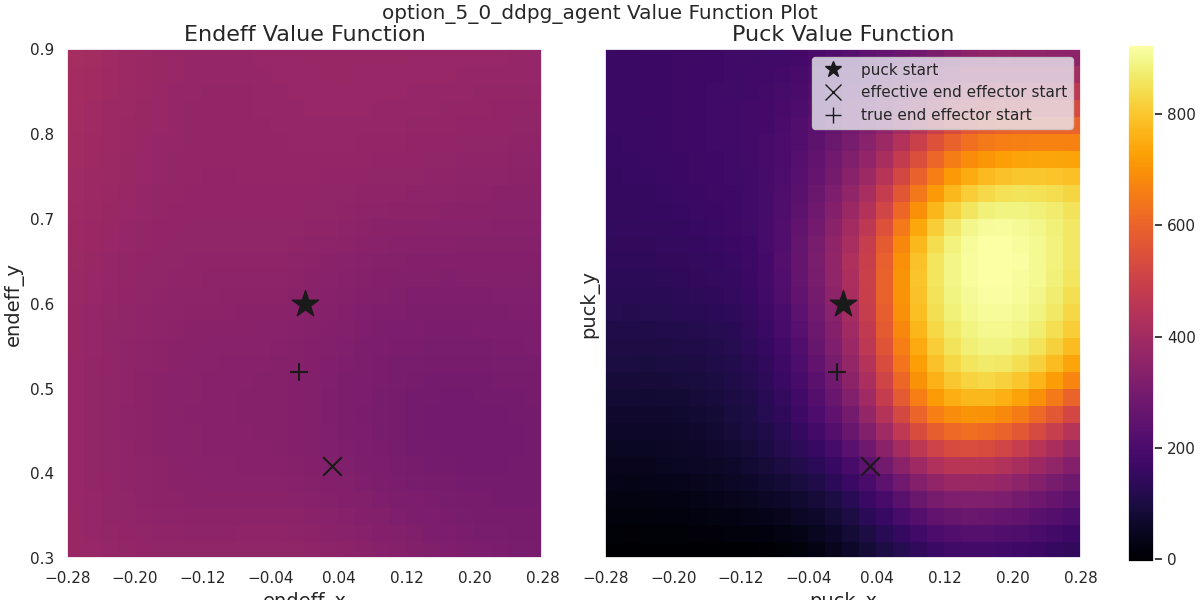 option_5_0_ddpg_agent Value Function Plot
Endeff Value Function
Puck Value Function
0.9
0.8
0.7
0.6
0.5
0.4
0.3
endeff_y
−0.28 −0.20 −0.12 −0.04 0.04 0.12 0.20 0.28
endeff_x
puck_y
puck start
effective end effector start
true end effector start
−0.28 −0.20 −0.12 −0.04 0.04 0.12 0.20 0.28
puck_x
800
600
400
200
0